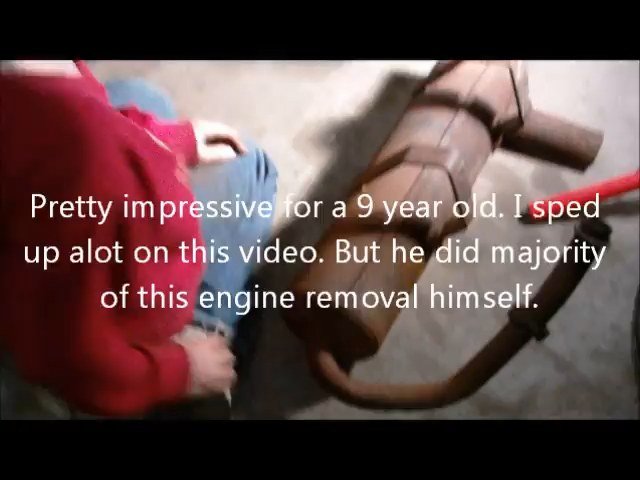 Pretty impressive for a 9 year old. I sped
up alot on this video. But he did majority
of this engine removal himself.